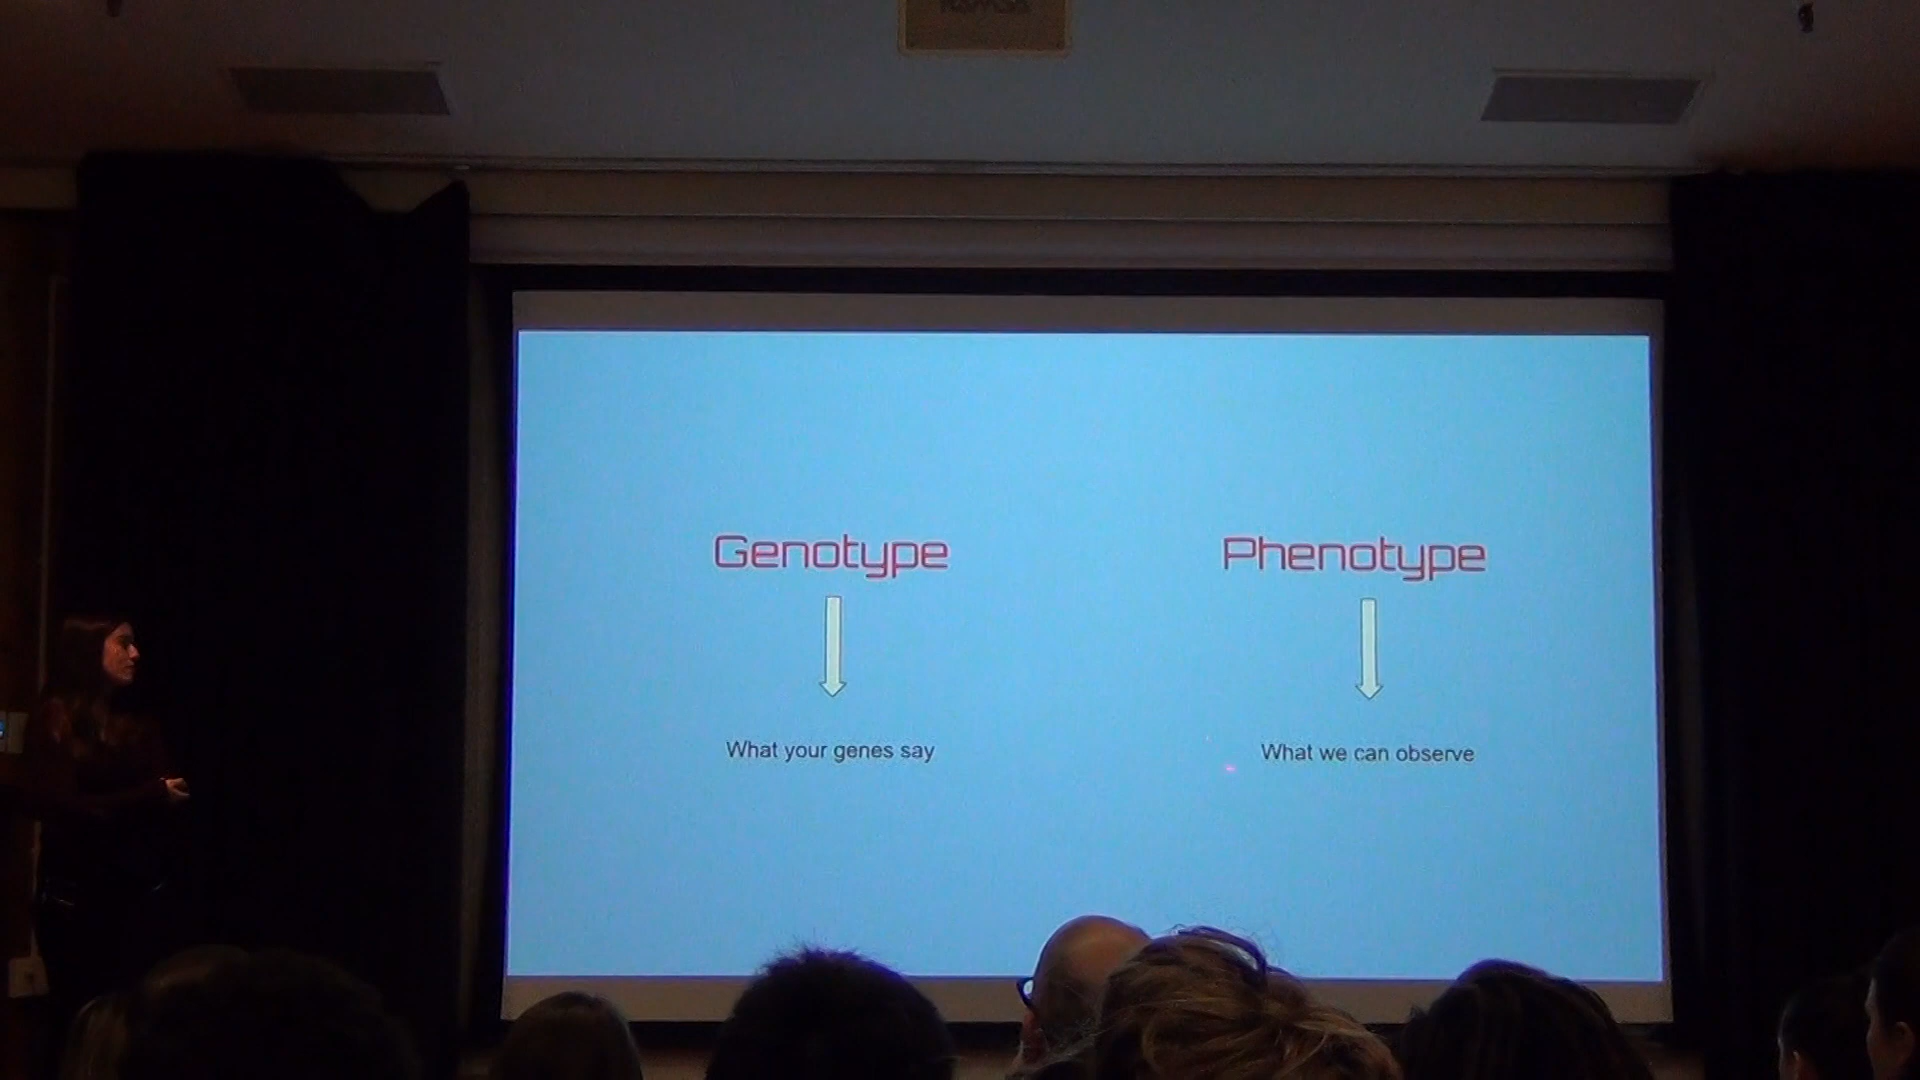 Genotype
Phenotype
What your genes say
What we can observe